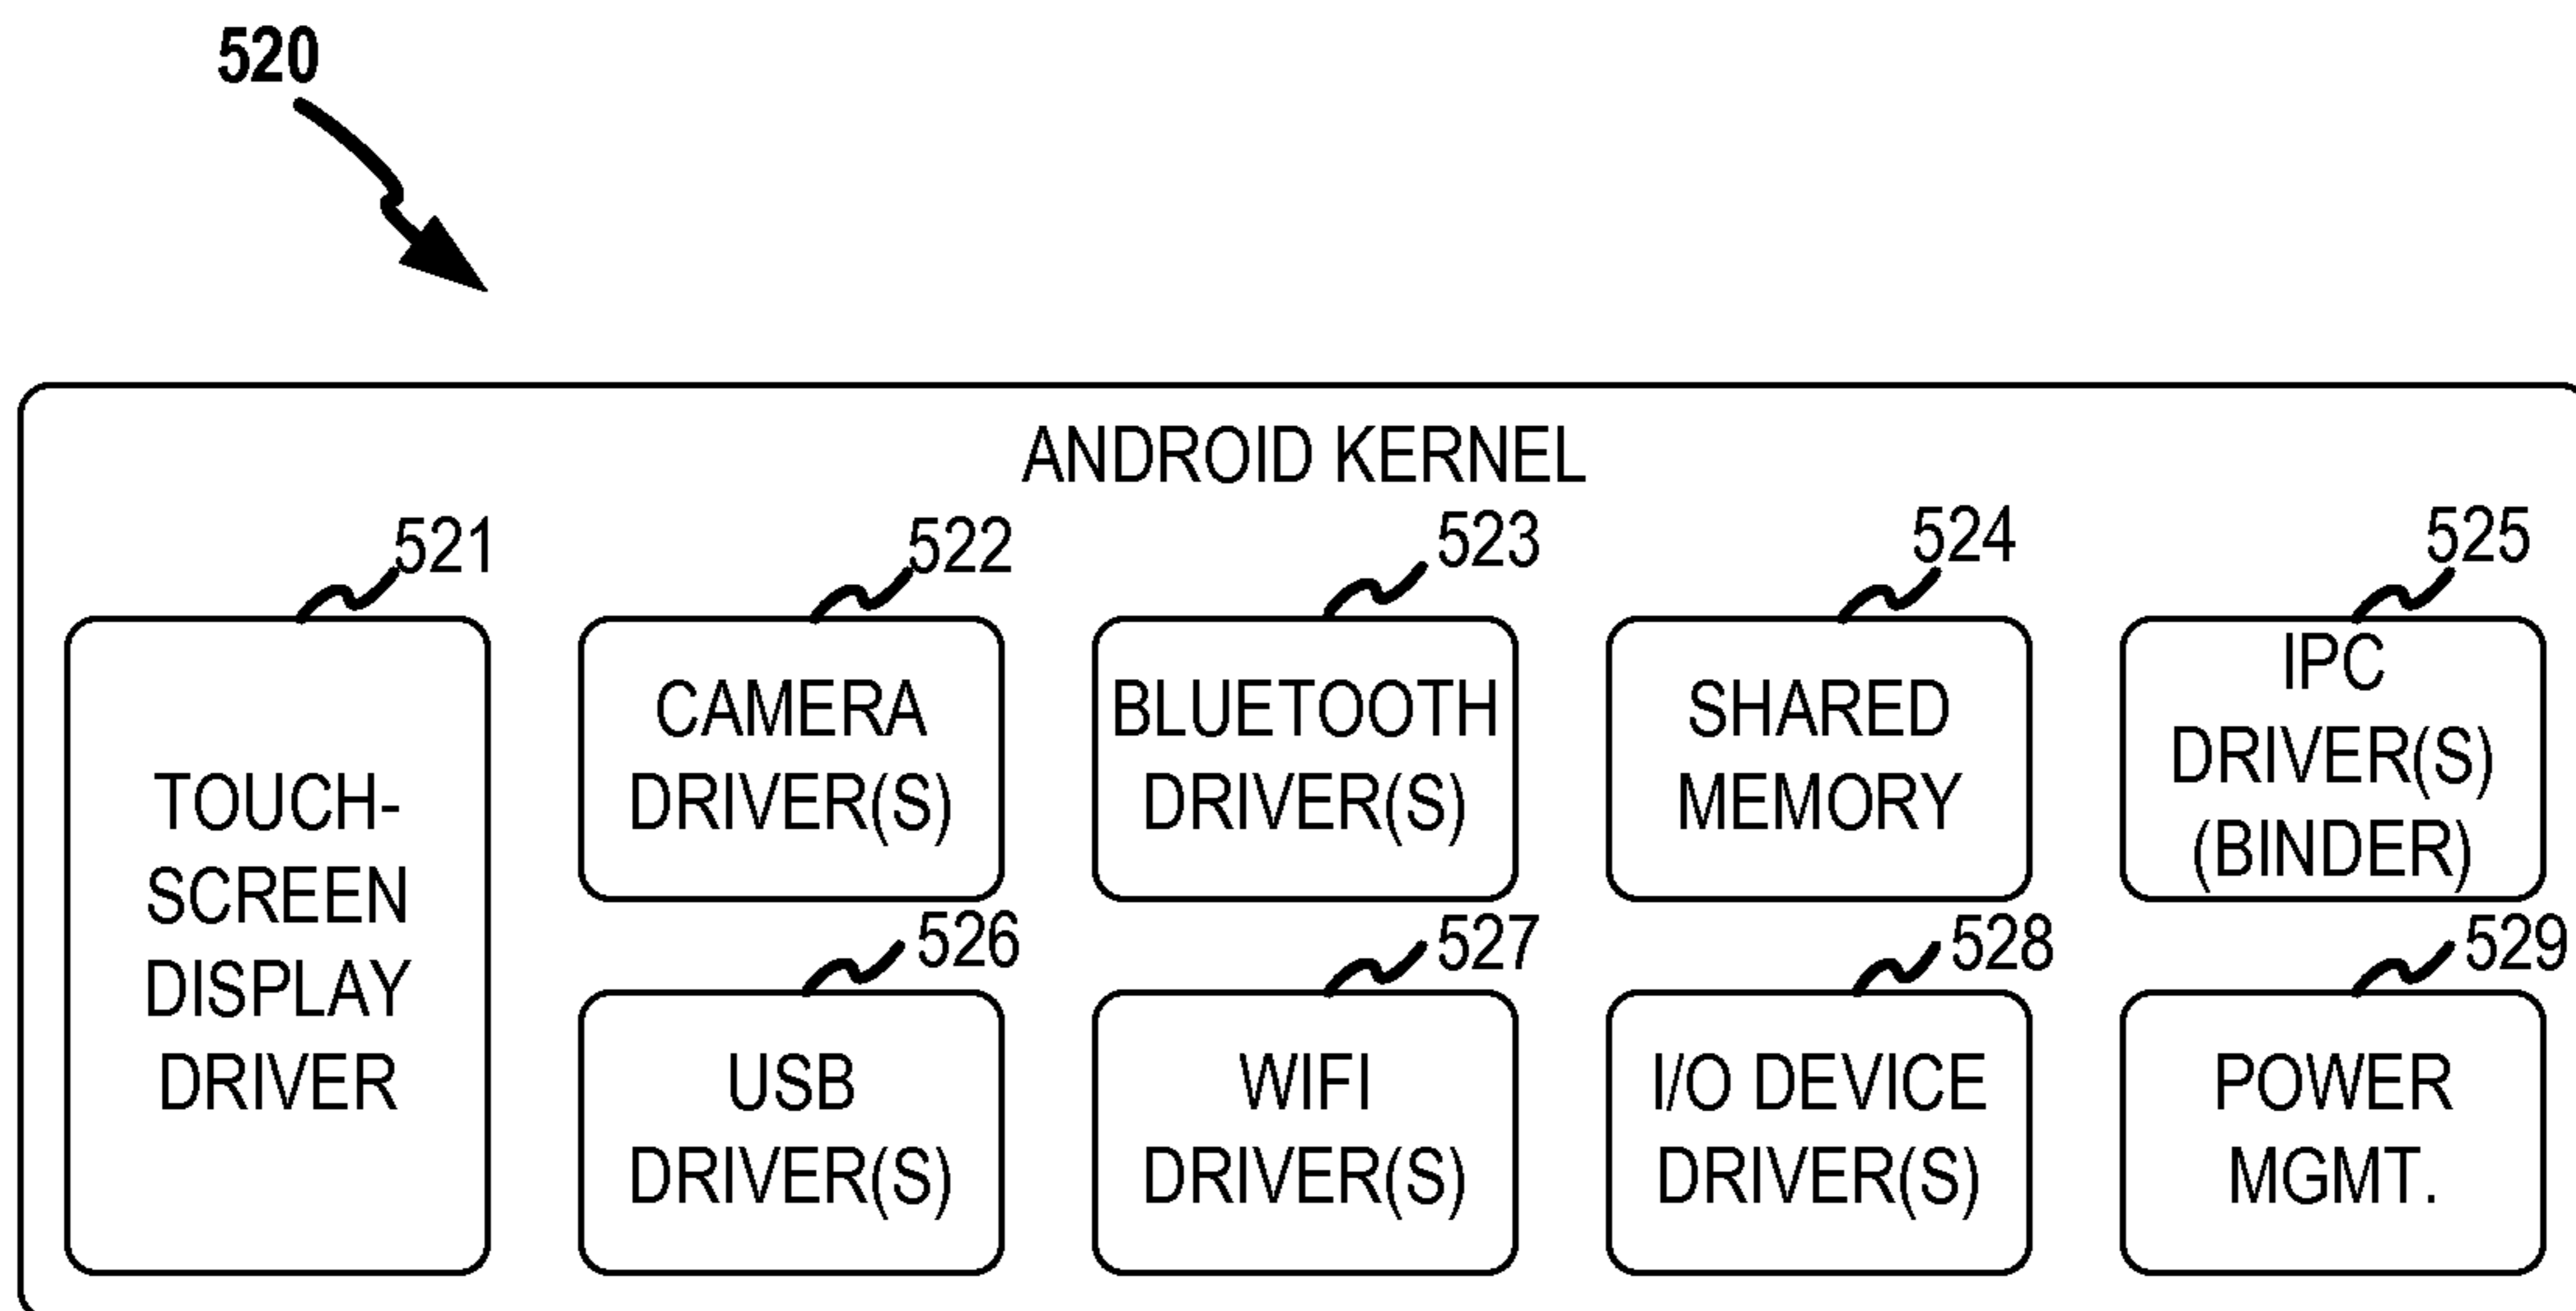 520
ANDROID KERNEL
521
TOUCH-
SCREEN
DISPLAY
DRIVER
522
CAMERA
DRIVER(S)
523
BLUETOOTH
DRIVER(S)
524
SHARED
MEMORY
525
IPC
DRIVER(S)
(BINDER)
526
USB
DRIVER(S)
527
WIFI
DRIVER(S)
528
I/O DEVICE
DRIVER(S)
529
POWER
MGMT.